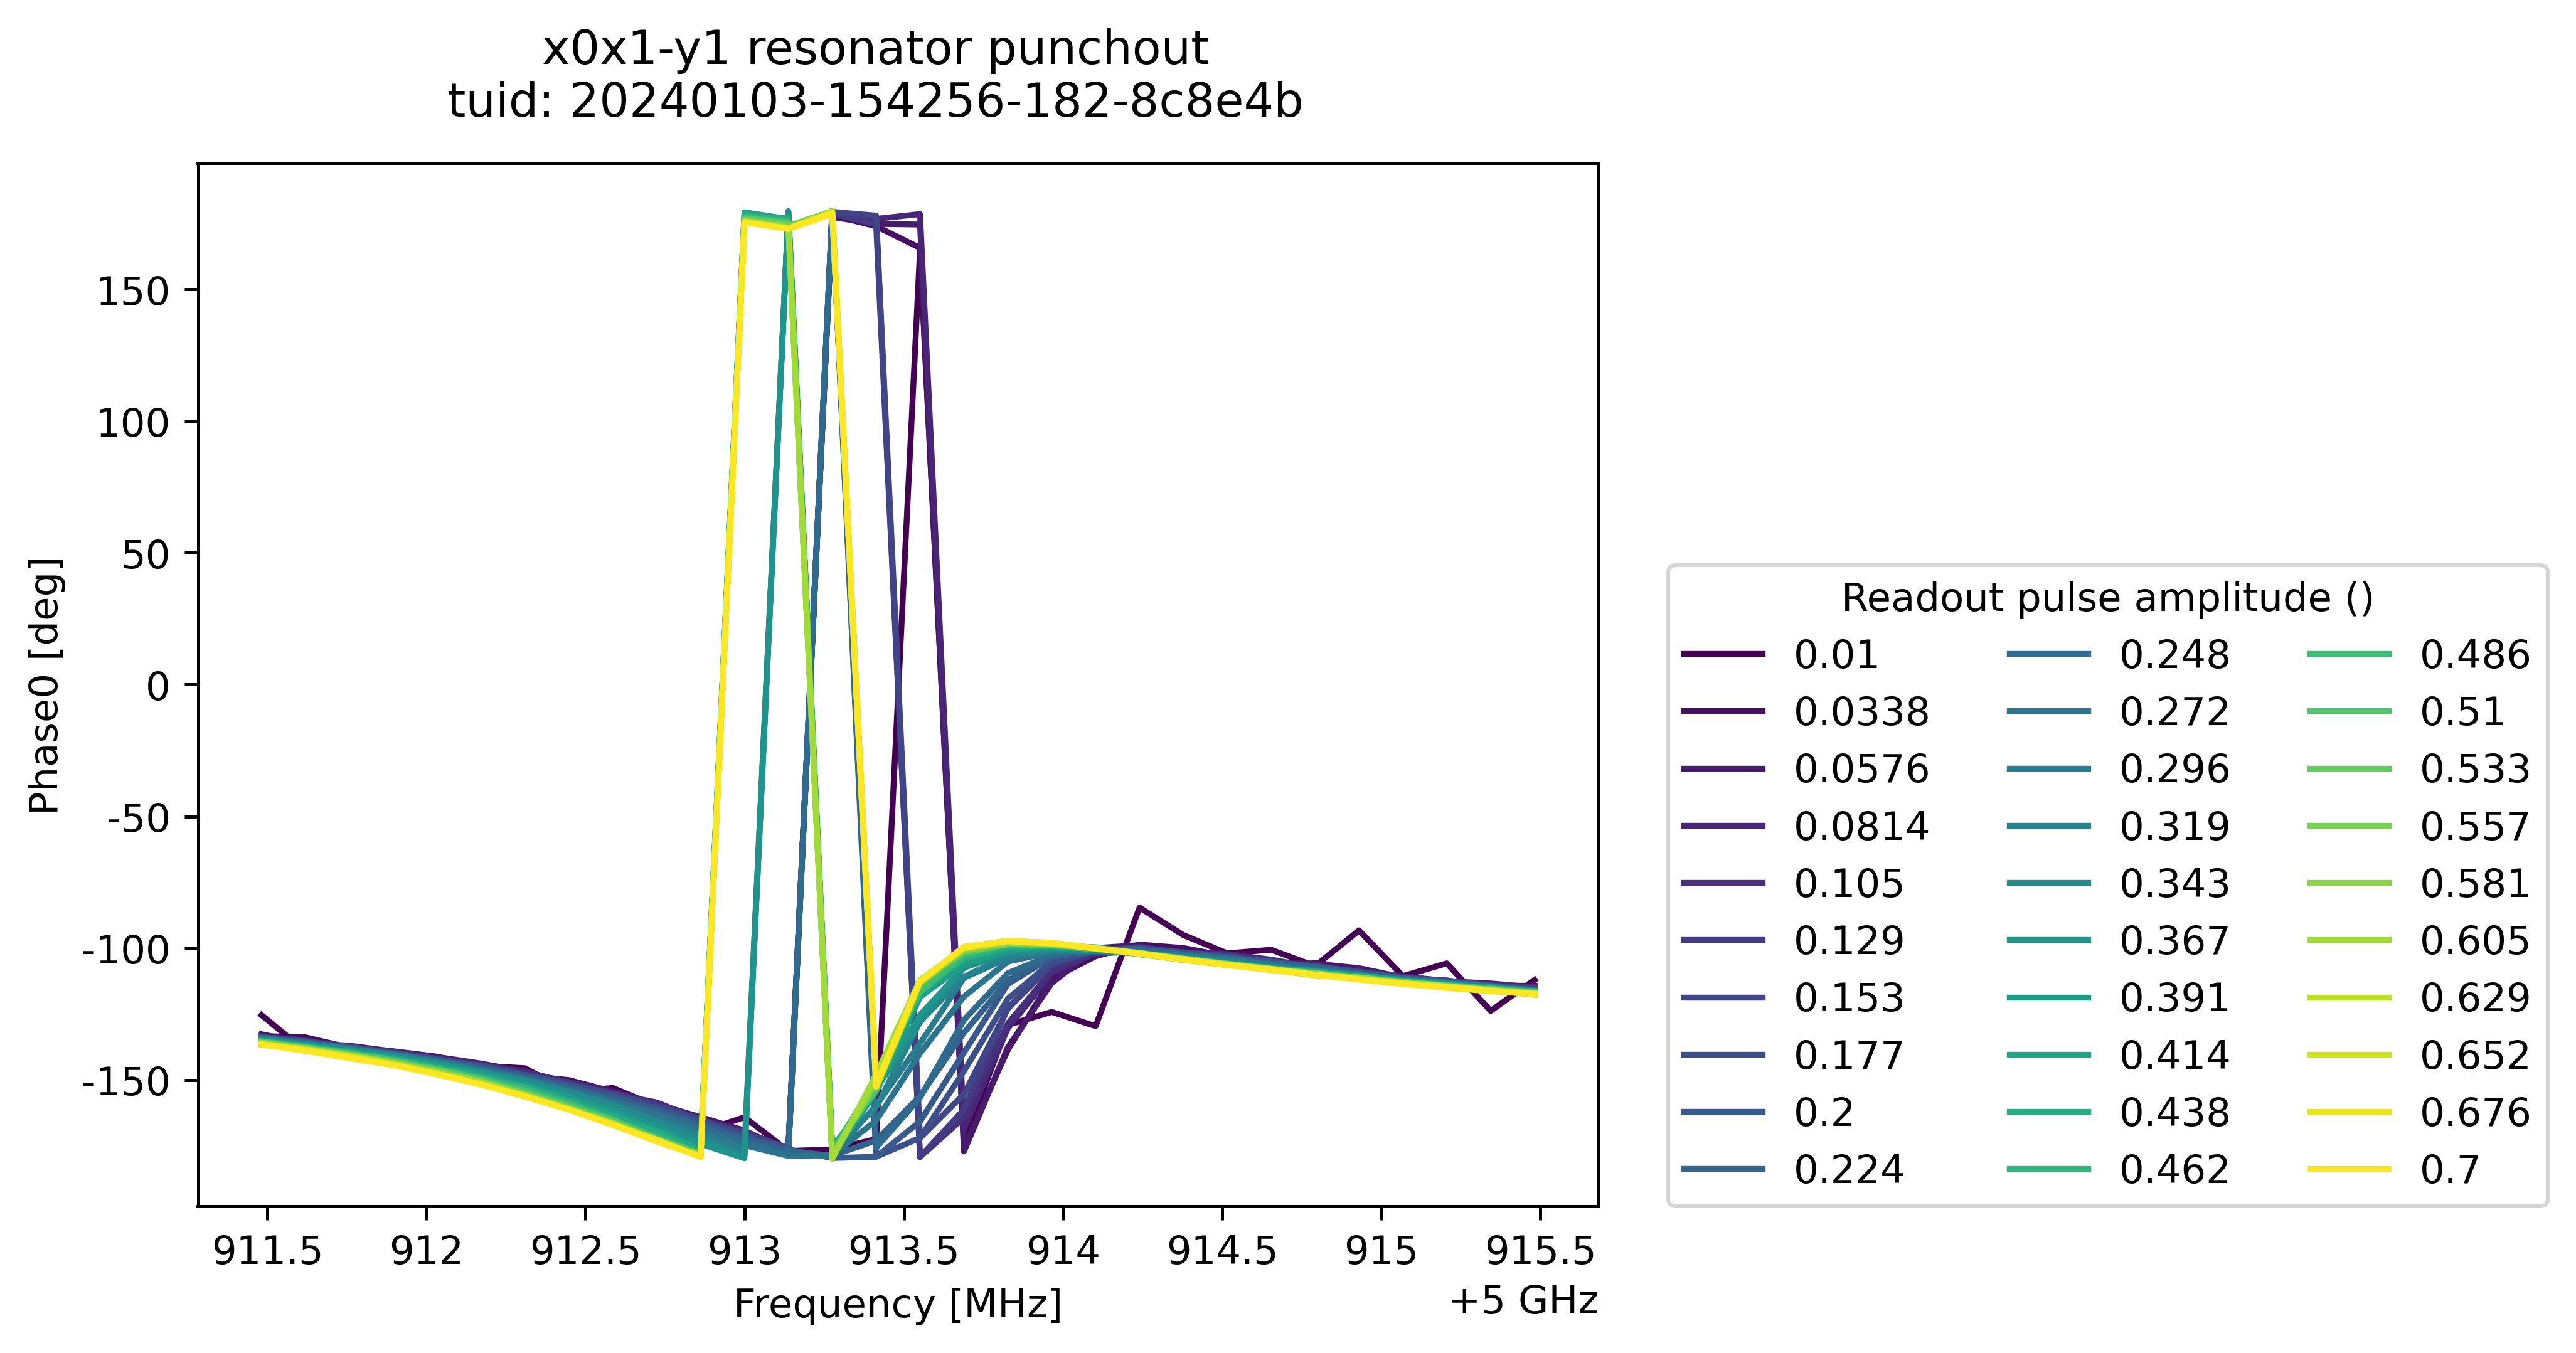 x0x1-y1 resonator punchout
tuid: 20240103-154256-182-8c8e4b
Phase0 [deg]
150
100
50
0
-50
-100
-150
911.5 912 912.5 913 913.5 914 914.5 915 915.5
Frequency [MHz]
+5 GHz
Readout pulse amplitude ()
0.01 0.248 0.486
0.0338 0.272 0.51
0.0576 0.296 0.533
0.0814 0.319 0.557
0.105 0.343 0.581
0.129 0.367 0.605
0.153 0.391 0.629
0.177 0.414 0.652
0.2 0.438 0.676
0.224 0.462 0.7